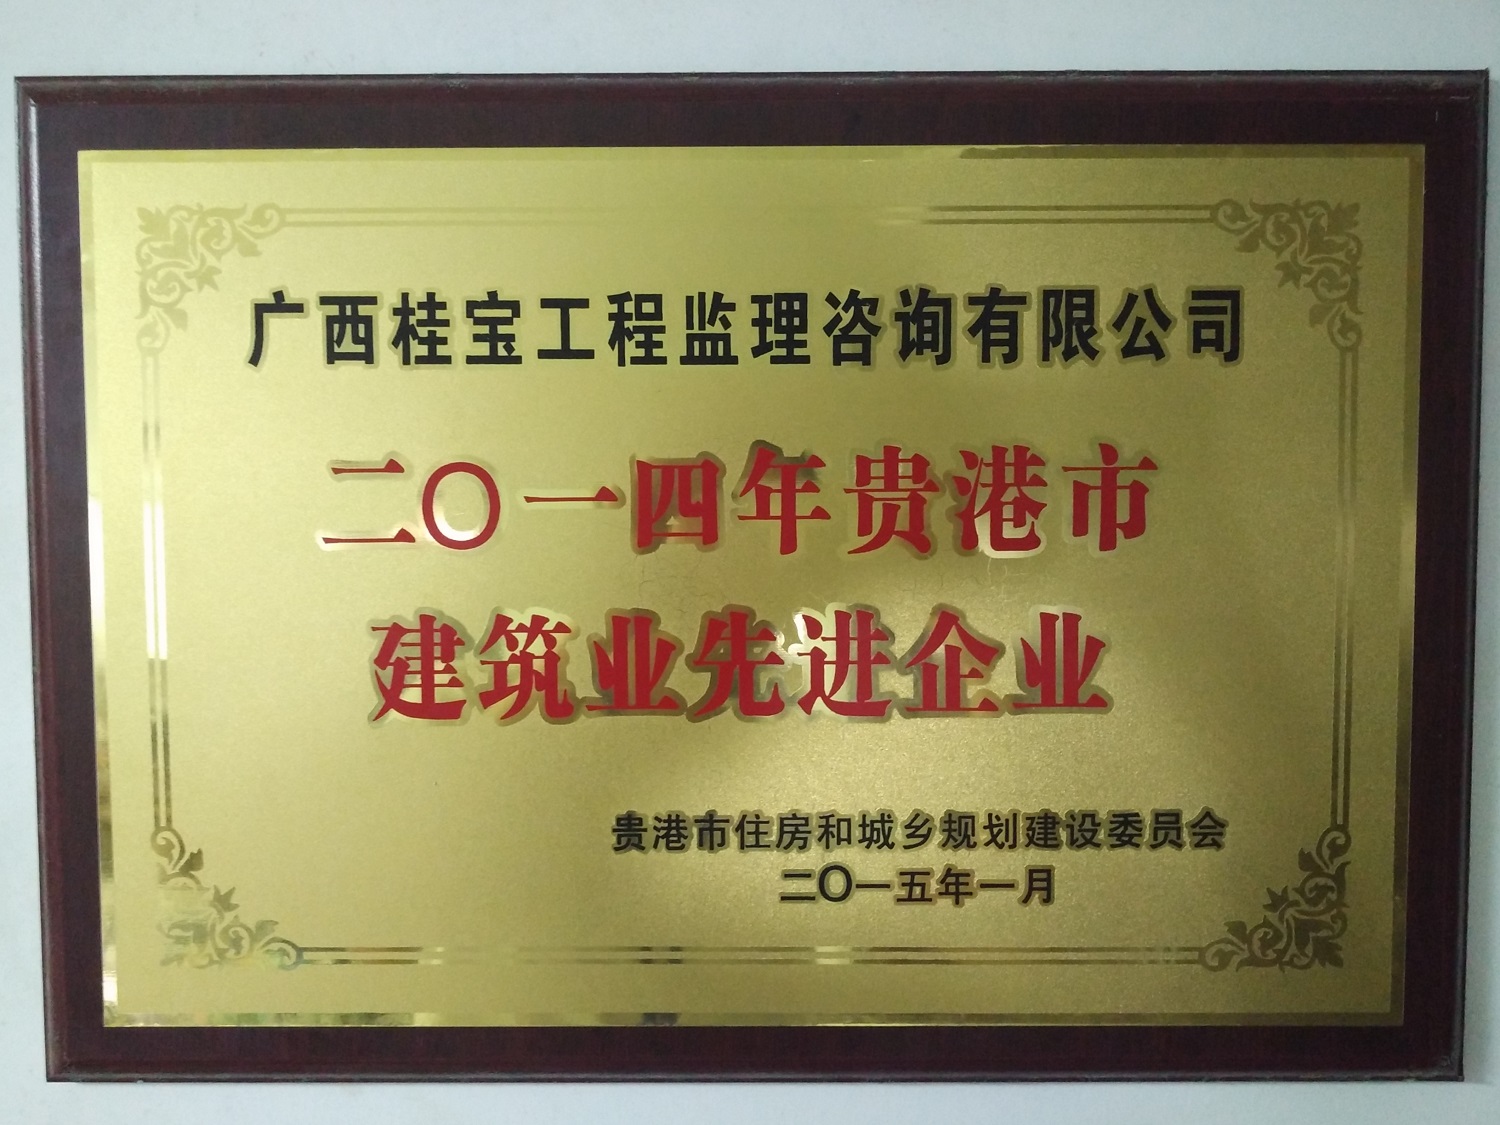 广西桂宝工程监理咨询有限公司
二〇一四年贵港市
建筑业先进企业
贵港市住房和城乡规划建设委员会
二〇一五年一月